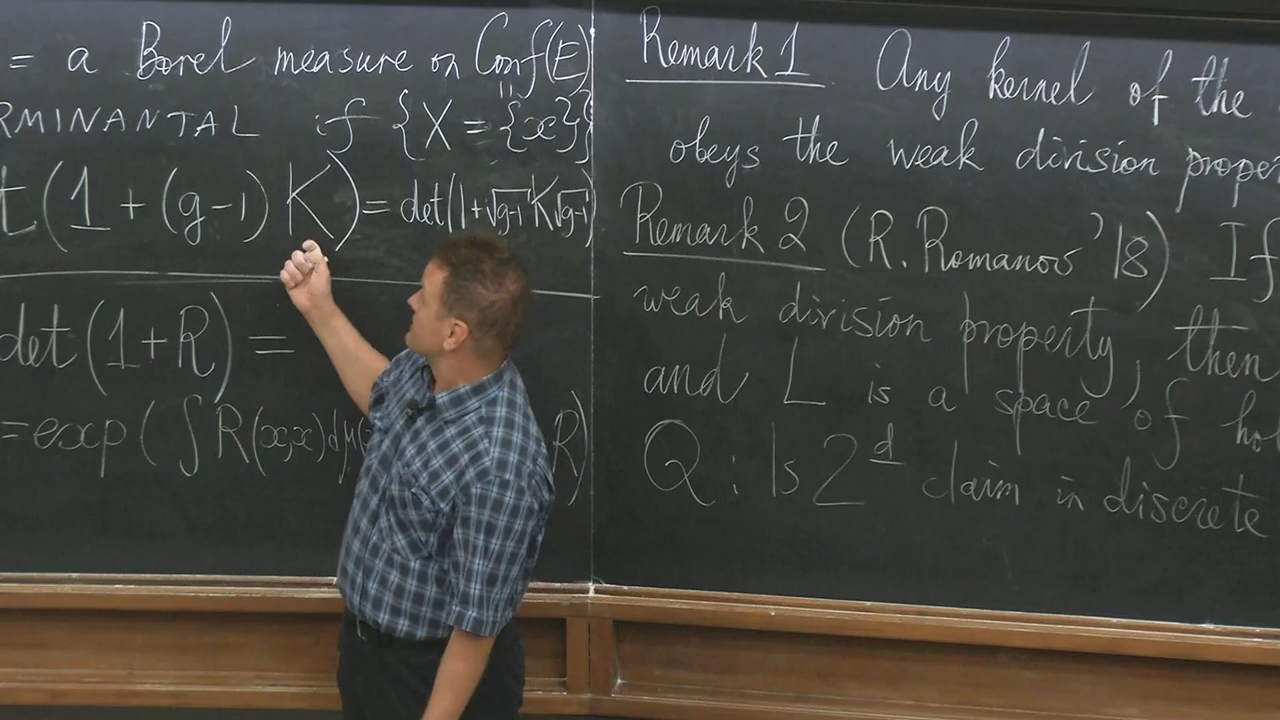 = a Borel measure on Conf(E)
RMINANTAL if {X = {x}}
t(1 + (g-1) K) = det(1+√g-1 K√g-1)
det(1+R) =
= exp( ∫R(x,x)dμ( R)
Remark 1 Any kernel of the
obeys the weak division proper
Remark 2 (R. Romanov '18) If
weak division property, then
and L is a space of hol
Q: Is 2d claim in discrete